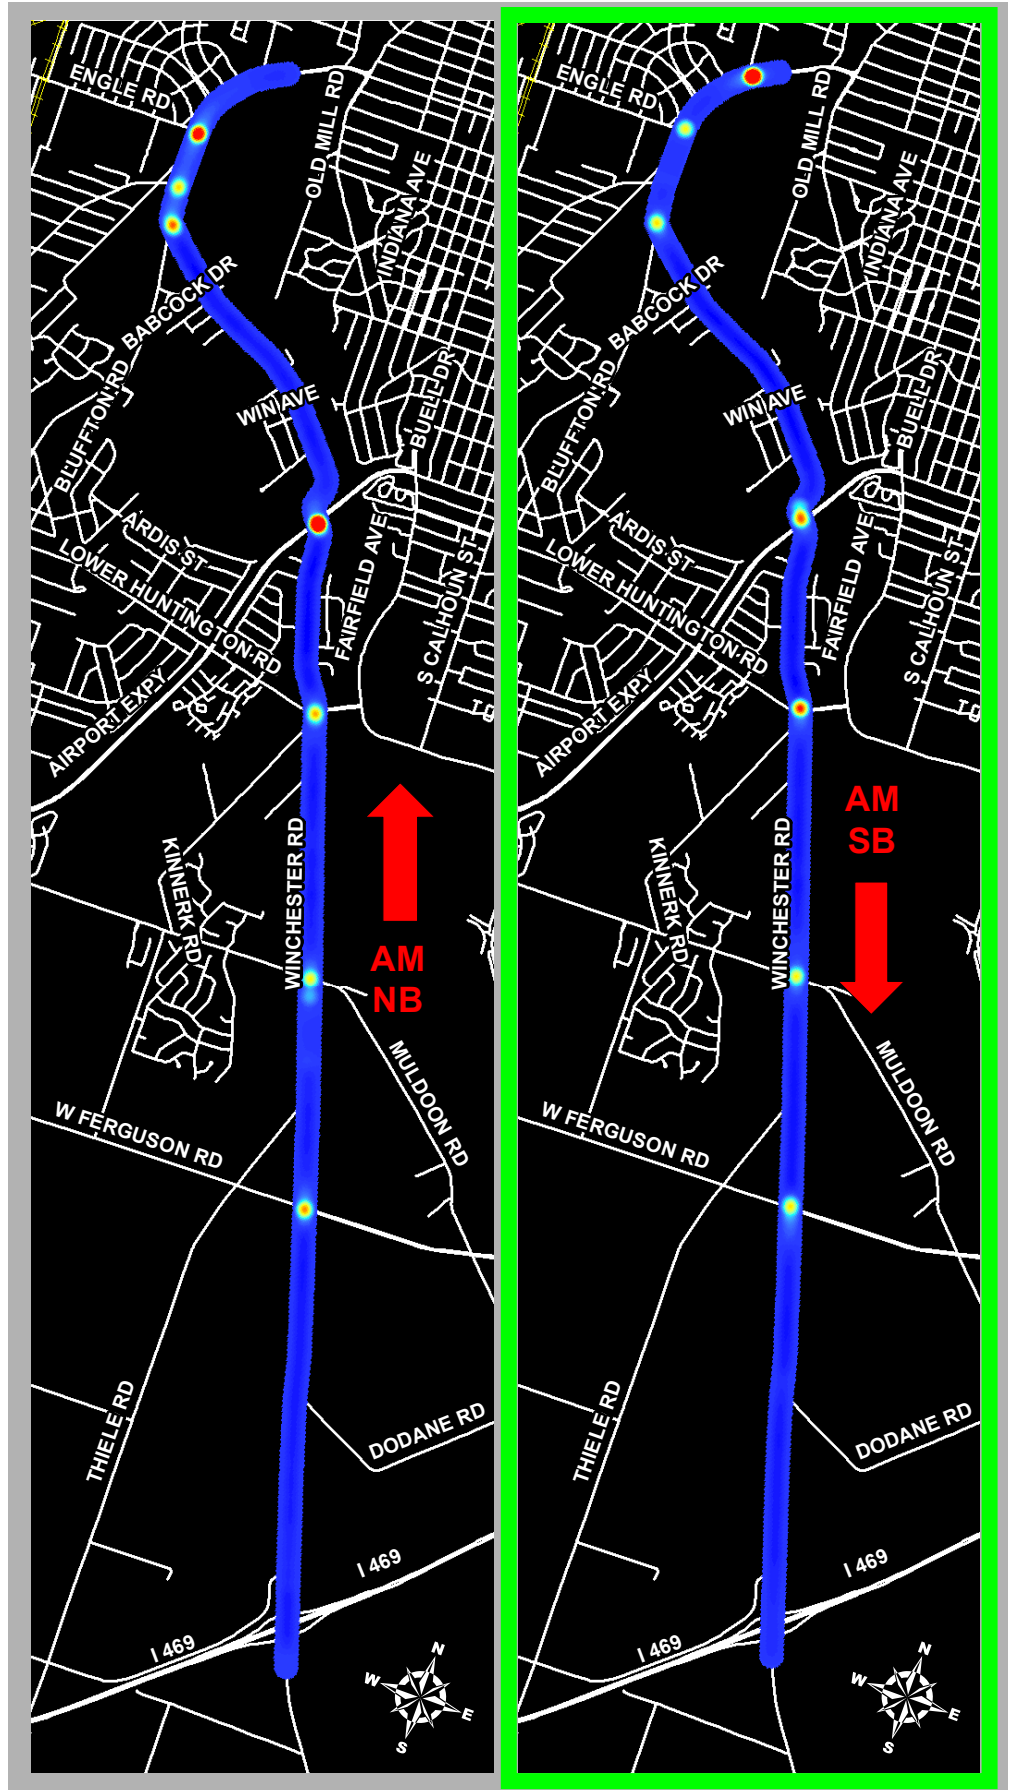 ENGLE RD
OLD MILL RD
INDIANA AVE
BABCOCK DR
BLUFFTON RD
WIN AVE
BUELL DR
ARDIS ST
LOWER HUNTINGTON RD
FAIRFIELD AVE
S CALHOUN ST
AIRPORT EXPY
KINNERK RD
WINCHESTER RD
AM
NB
MULDOON RD
W FERGUSON RD
THIELE RD
DODANE RD
I 469
I 469
N
W
E
S
ENGLE RD
OLD MILL RD
INDIANA AVE
BABCOCK DR
BLUFFTON RD
WIN AVE
BUELL DR
ARDIS ST
LOWER HUNTINGTON RD
FAIRFIELD AVE
S CALHOUN ST
AIRPORT EXPY
AM
SB
KINNERK RD
WINCHESTER RD
MULDOON RD
W FERGUSON RD
THIELE RD
DODANE RD
I 469
I 469
N
W
E
S